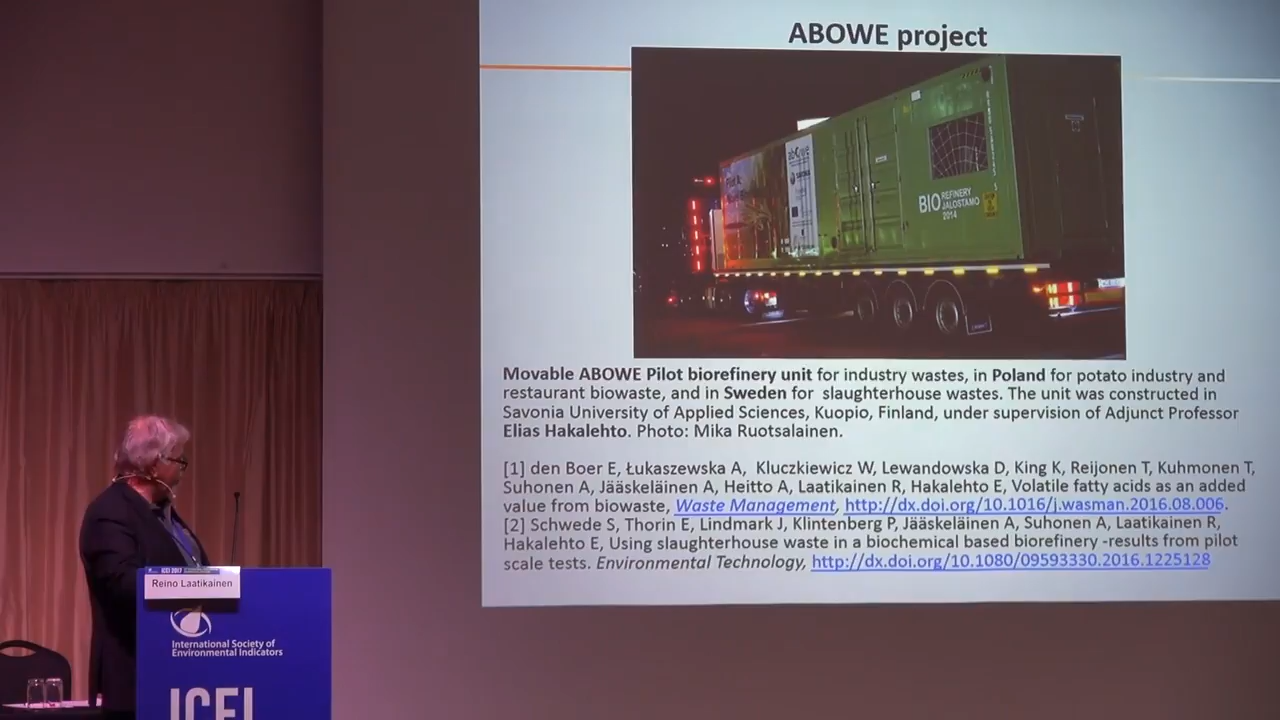 ABOWE project
abowe
BIO REFINERY
JALOSTAMO
2014
Movable ABOWE Pilot biorefinery unit for industry wastes, in Poland for potato industry and
restaurant biowaste, and in Sweden for slaughterhouse wastes. The unit was constructed in
Savonia University of Applied Sciences, Kuopio, Finland, under supervision of Adjunct Professor
Elias Hakalehto. Photo: Mika Ruotsalainen.
[1] den Boer E, Łukaszewska A, Kluczkiewicz W, Lewandowska D, King K, Reijonen T, Kuhmonen T,
Suhonen A, Jääskeläinen A, Heitto A, Laatikainen R, Hakalehto E, Volatile fatty acids as an added
value from biowaste, Waste Management, http://dx.doi.org/10.1016/j.wasman.2016.08.006.
[2] Schwede S, Thorin E, Lindmark J, Klintenberg P, Jääskeläinen A, Suhonen A, Laatikainen R,
Hakalehto E, Using slaughterhouse waste in a biochemical based biorefinery -results from pilot
scale tests. Environmental Technology, http://dx.doi.org/10.1080/09593330.2016.1225128
ICEI 2017
Reino Laatikainen
International Society of
Environmental Indicators
ICEI